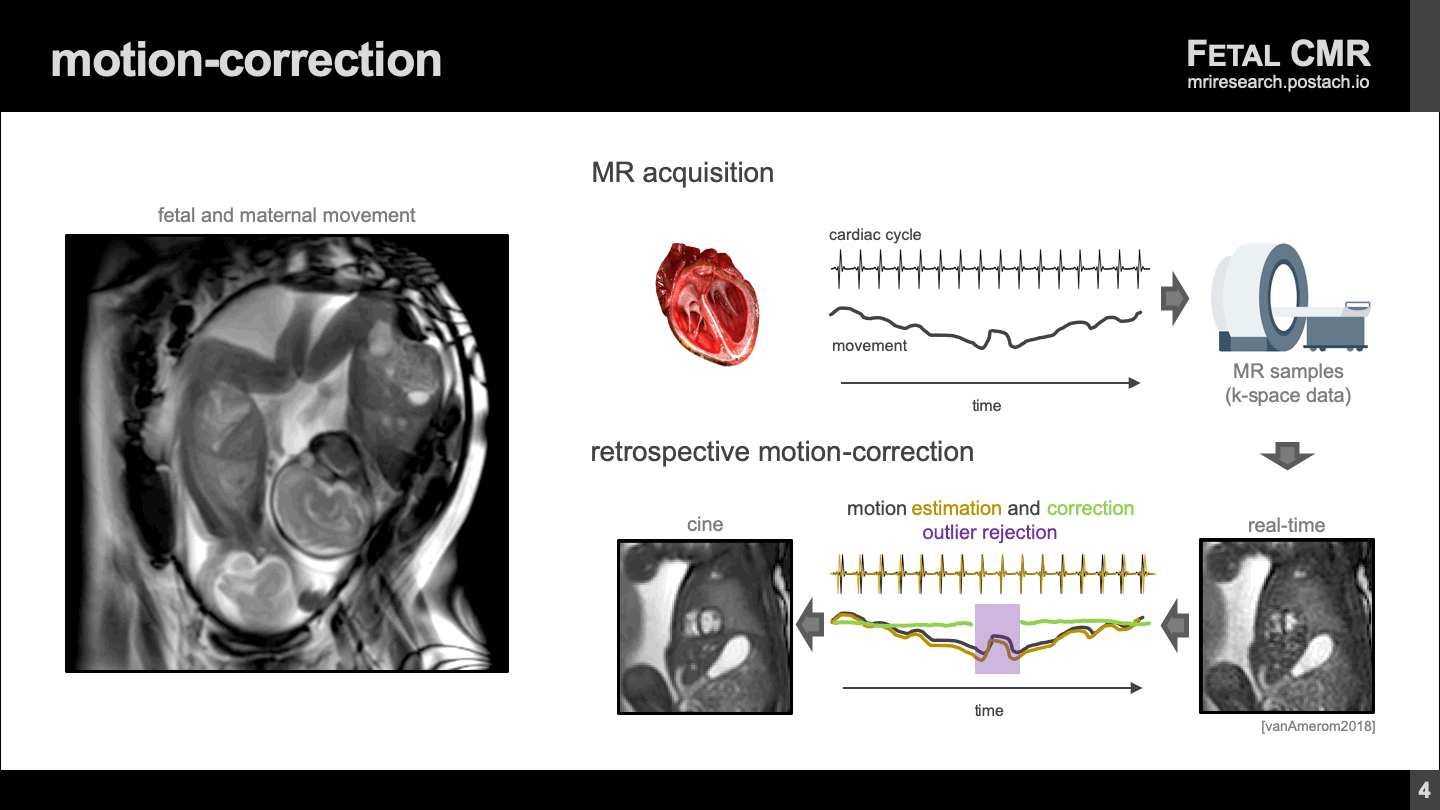 motion-correction
FETAL CMR
mriresearch.postach.io
fetal and maternal movement
MR acquisition
cardiac cycle
movement
time
MR samples
(k-space data)
retrospective motion-correction
cine
motion estimation and correction
outlier rejection
time
real-time
[vanAmerom2018]
4